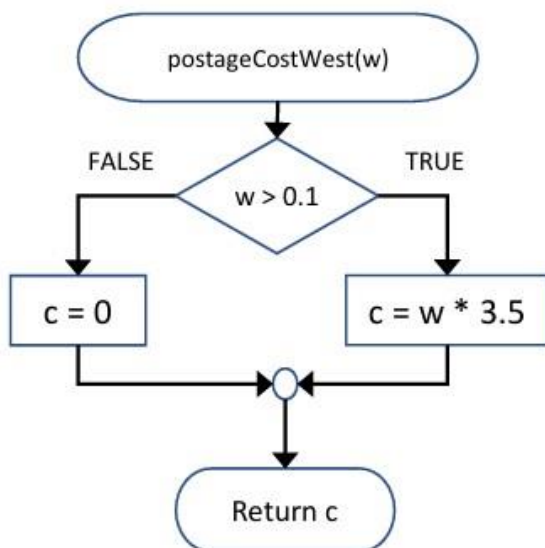 postageCostWest(w)
FALSE
TRUE
w > 0.1
c = 0
c = w * 3.5
Return c